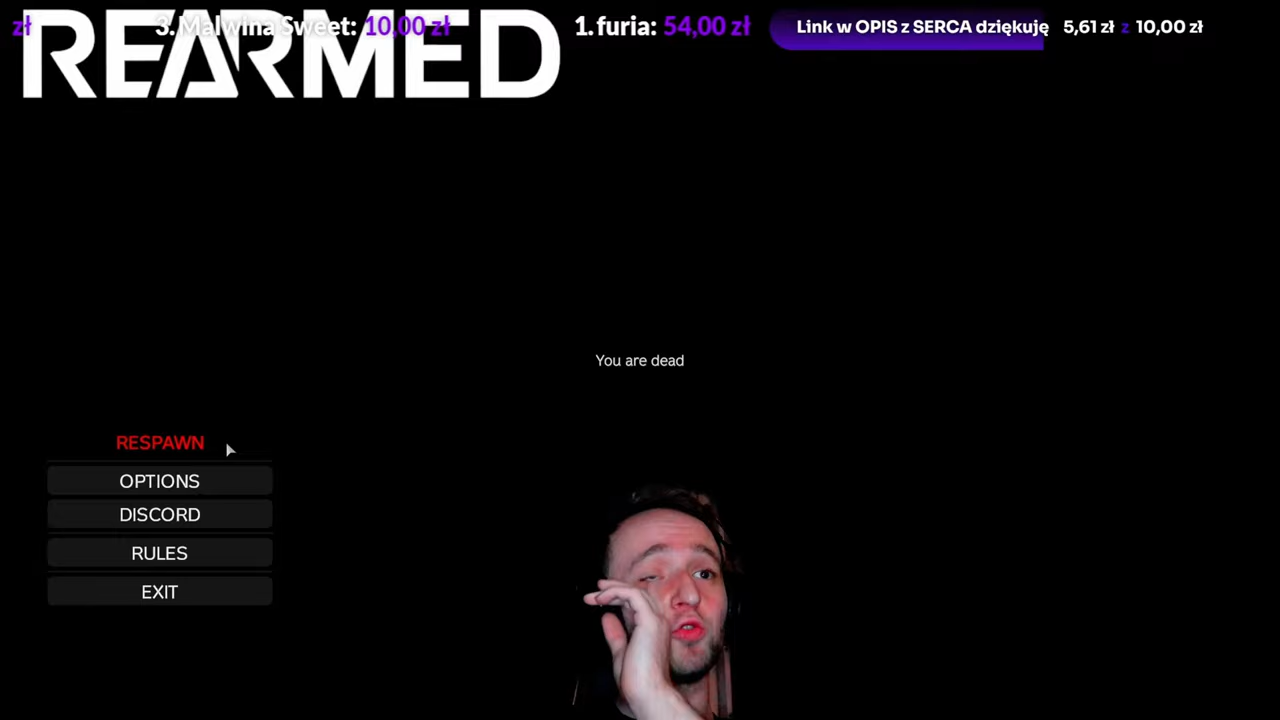 zł 3. Malwina Sweet: 10,00 zł 1. furia: 54,00 zł Link w OPIS z SERCA dziękuję 5,61 zł z 10,00 zł
REARMED
You are dead
RESPAWN
OPTIONS
DISCORD
RULES
EXIT